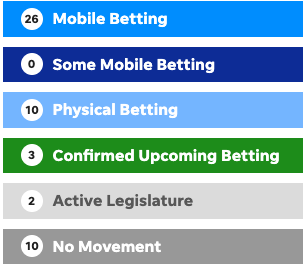 26 Mobile Betting
0 Some Mobile Betting
10 Physical Betting
3 Confirmed Upcoming Betting
2 Active Legislature
10 No Movement